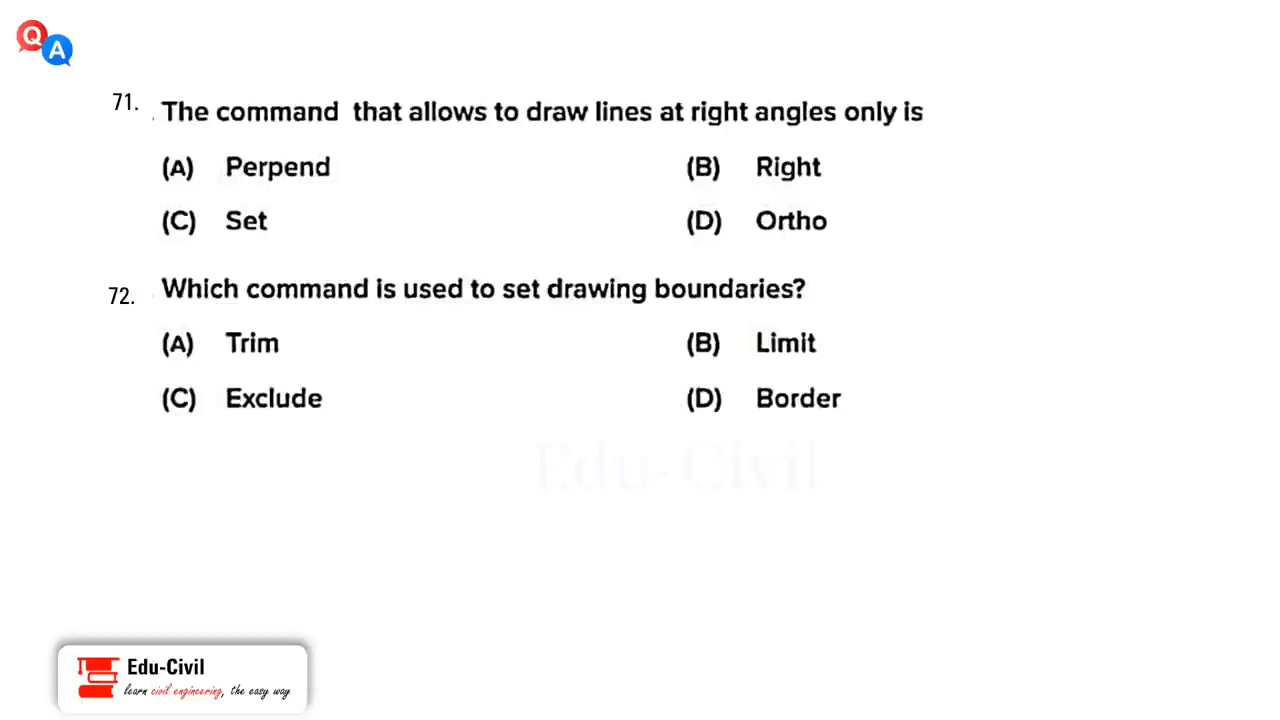 Q
A
71. The command that allows to draw lines at right angles only is
(A) Perpend (B) Right
(C) Set (D) Ortho
72. Which command is used to set drawing boundaries?
(A) Trim (B) Limit
(C) Exclude (D) Border
Edu-Civil
Edu-Civil
learn civil engineering, the easy way